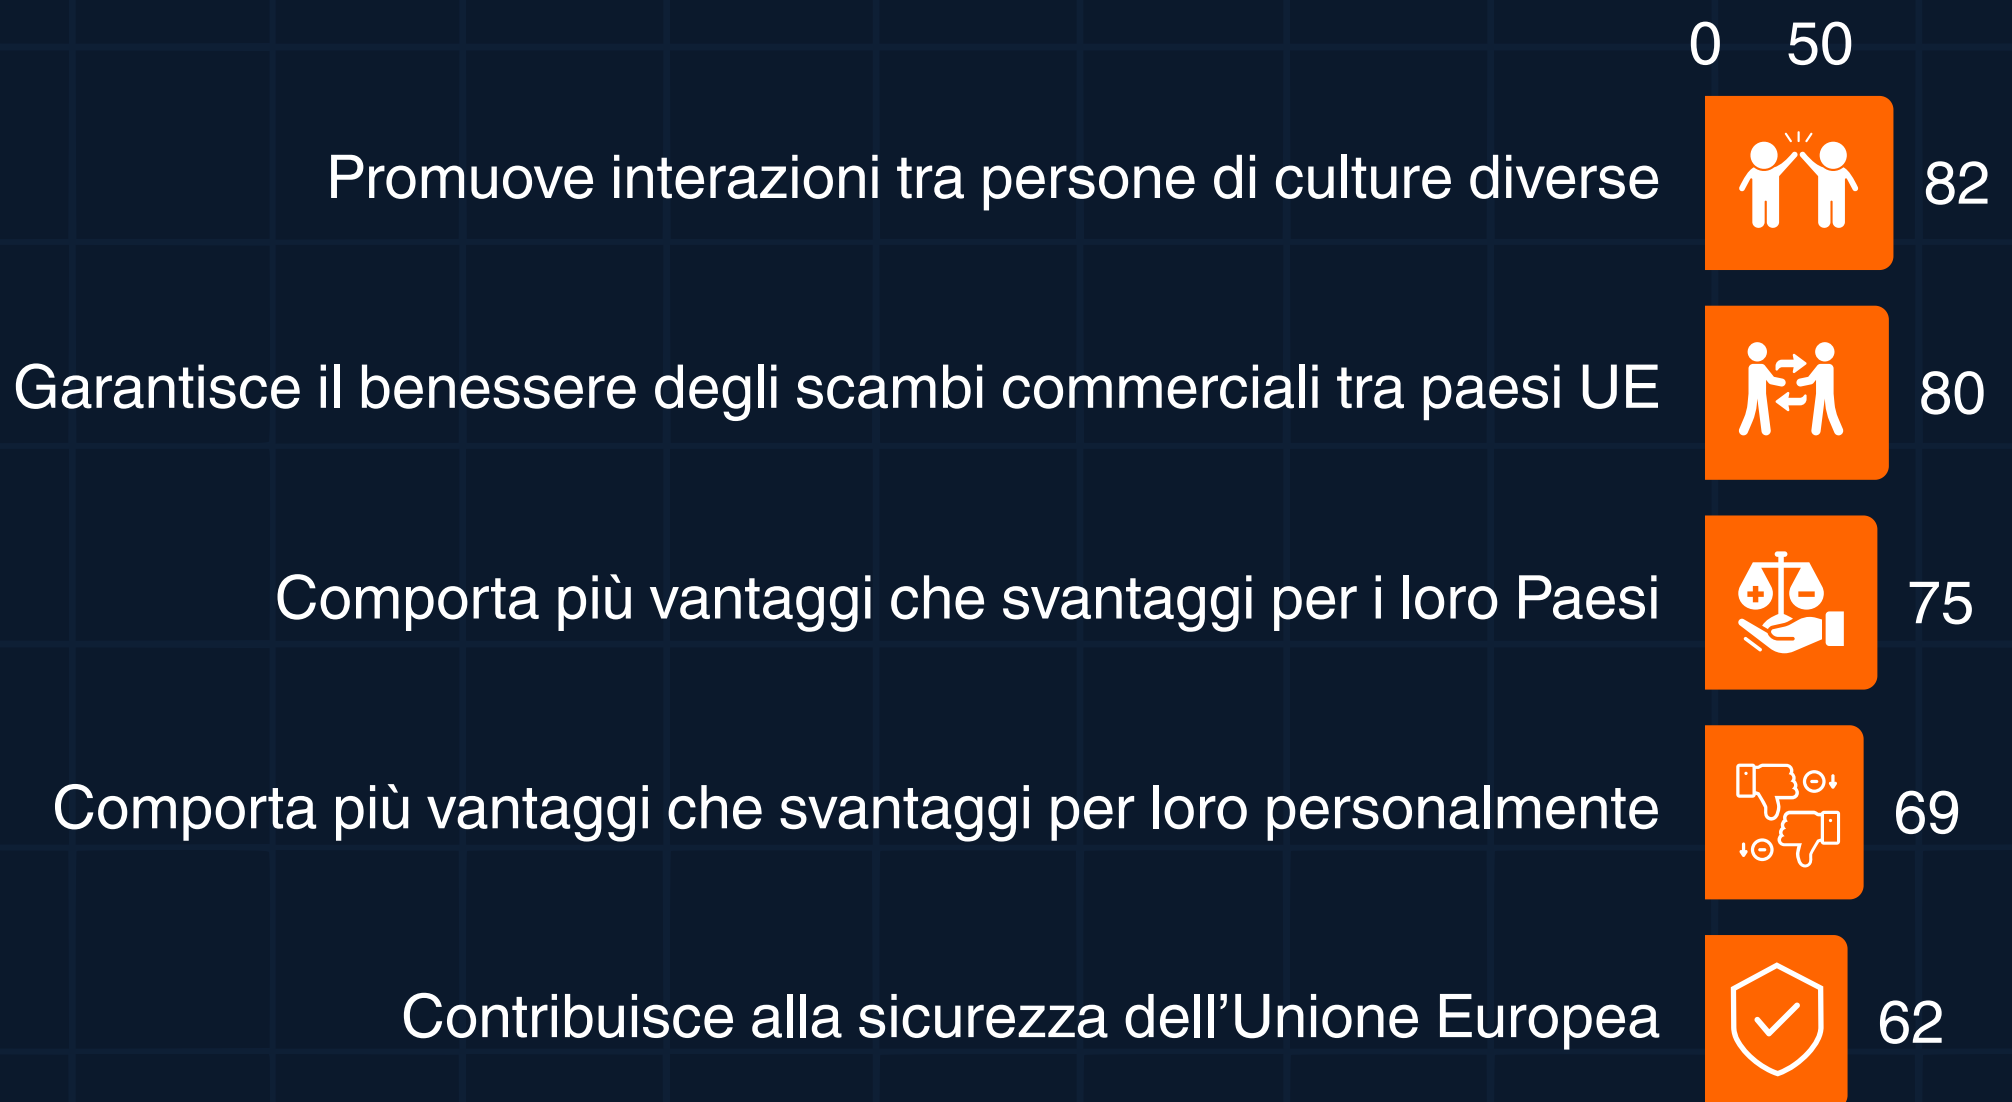 0 50
Promuove interazioni tra persone di culture diverse 82
Garantisce il benessere degli scambi commerciali tra paesi UE 80
Comporta più vantaggi che svantaggi per i loro Paesi 75
Comporta più vantaggi che svantaggi per loro personalmente 69
Contribuisce alla sicurezza dell’Unione Europea 62